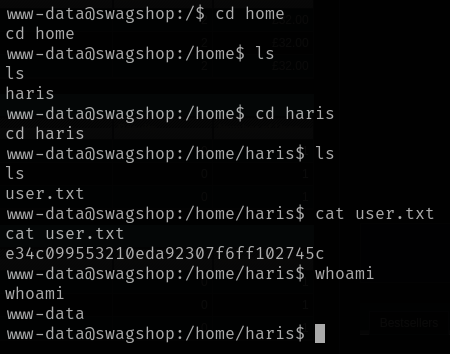 www-data@swagshop:/$ cd home
cd home
www-data@swagshop:/home$ ls
ls
haris
www-data@swagshop:/home$ cd haris
cd haris
www-data@swagshop:/home/haris$ ls
ls
user.txt
www-data@swagshop:/home/haris$ cat user.txt
cat user.txt
e34c099553210eda92307f6ff102745c
www-data@swagshop:/home/haris$ whoami
whoami
www-data
www-data@swagshop:/home/haris$
Bestsellers